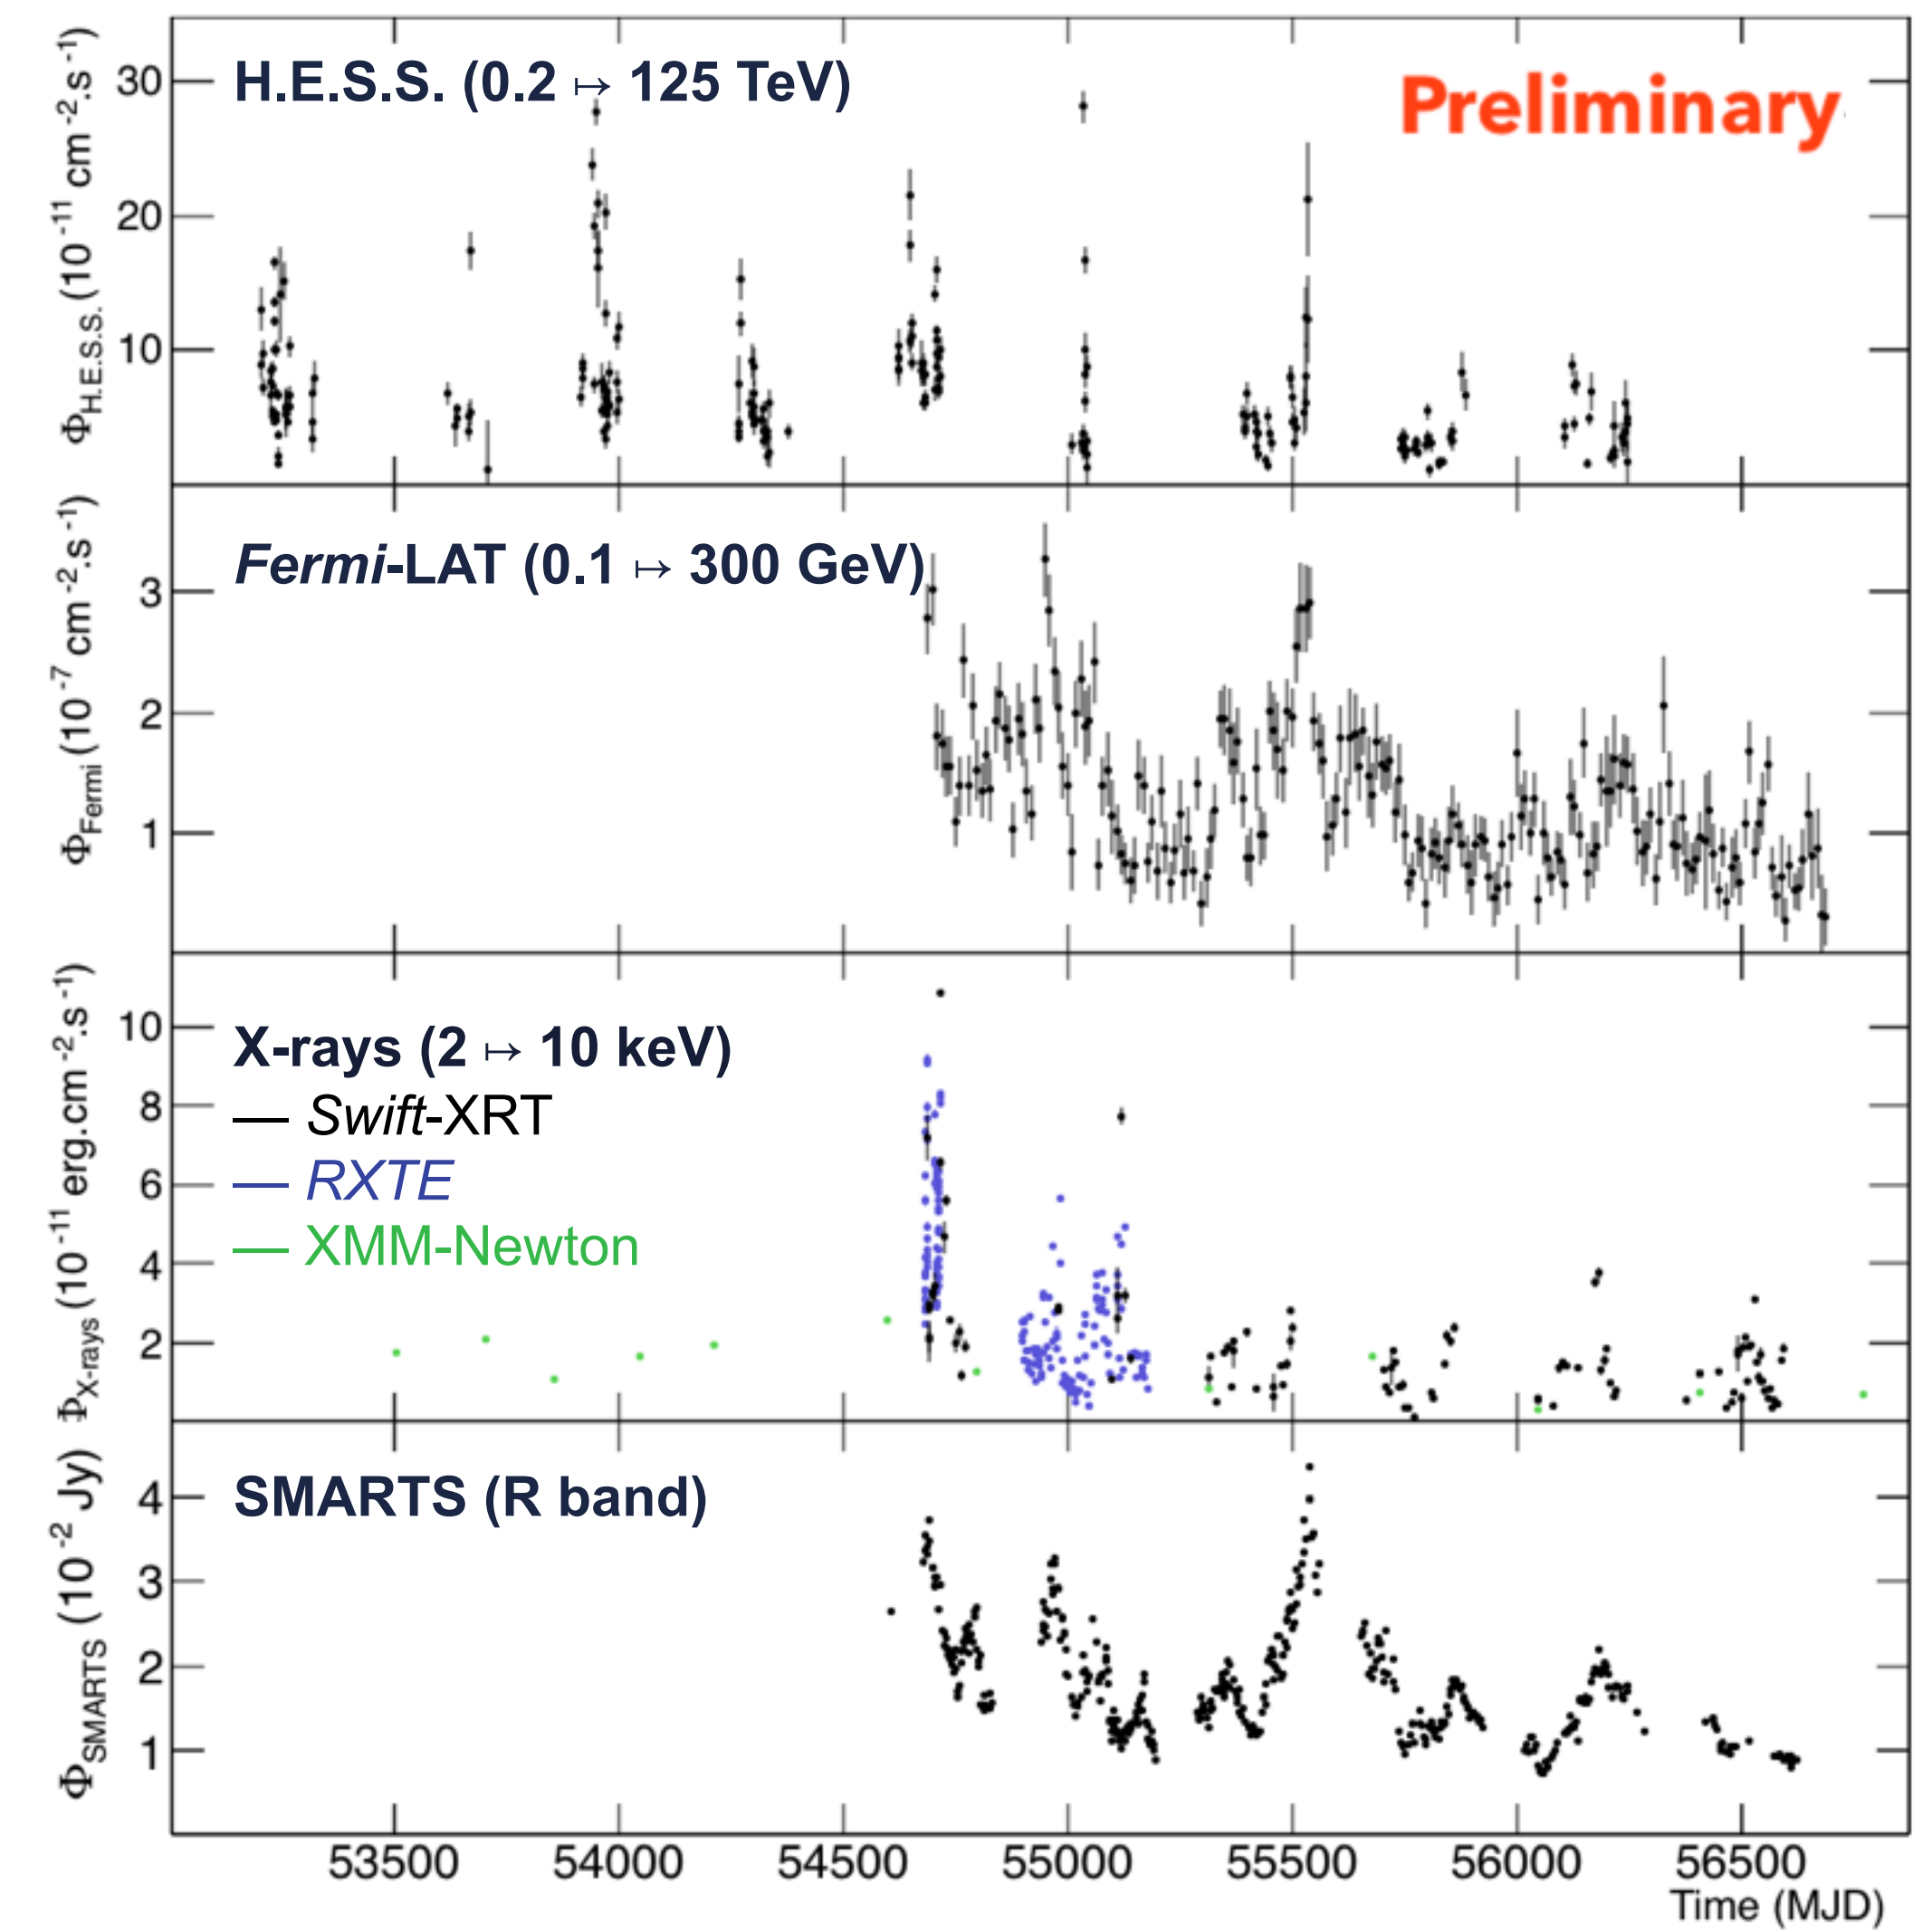 H.E.S.S. (0.2 ↦ 125 TeV)
Preliminary
Φ_H.E.S.S. (10^-11 cm^-2.s^-1)
30
20
10
Fermi-LAT (0.1 ↦ 300 GeV)
Φ_Fermi (10^-7 cm^-2.s^-1)
3
2
1
X-rays (2 ↦ 10 keV)
Swift-XRT
RXTE
XMM-Newton
Φ_X-rays (10^-11 erg.cm^-2.s^-1)
10
8
6
4
2
SMARTS (R band)
Φ_SMARTS (10^-2 Jy)
4
3
2
1
53500 54000 54500 55000 55500 56000 56500
Time (MJD)